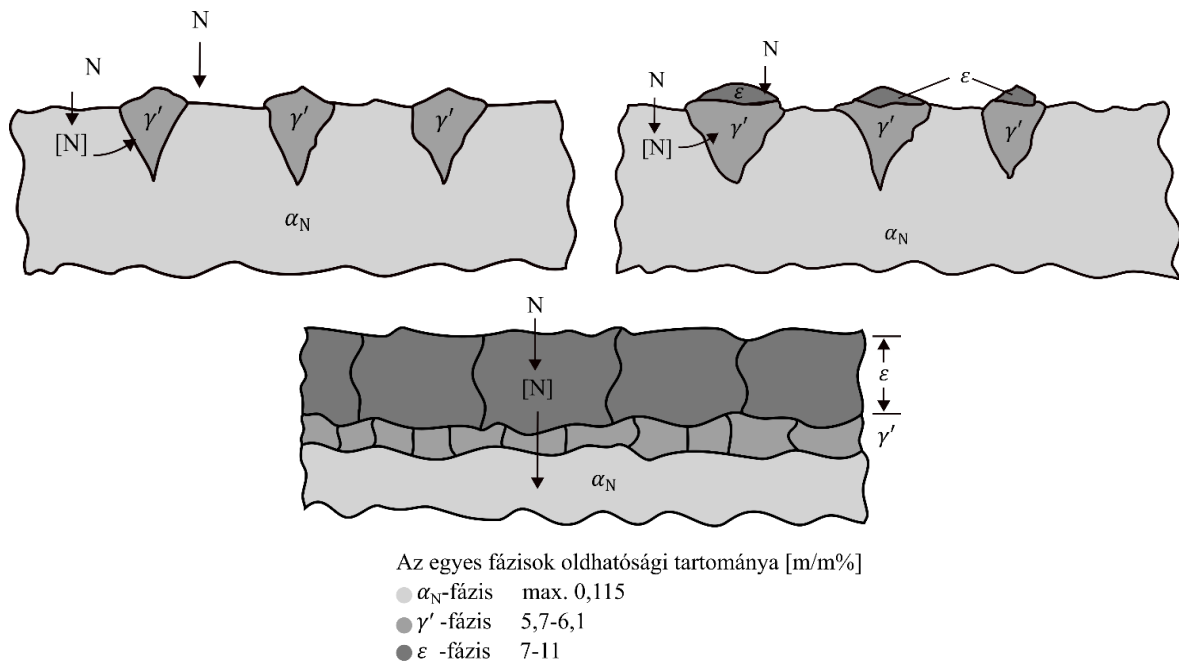 N
N
[N]
γ′
γ′
γ′
α_N
N
N
ε
ε
[N]
γ′
γ′
γ′
α_N
N
[N]
ε
γ′
α_N
Az egyes fázisok oldhatósági tartománya [m/m%]
α_N-fázis max. 0,115
γ′ -fázis 5,7-6,1
ε -fázis 7-11